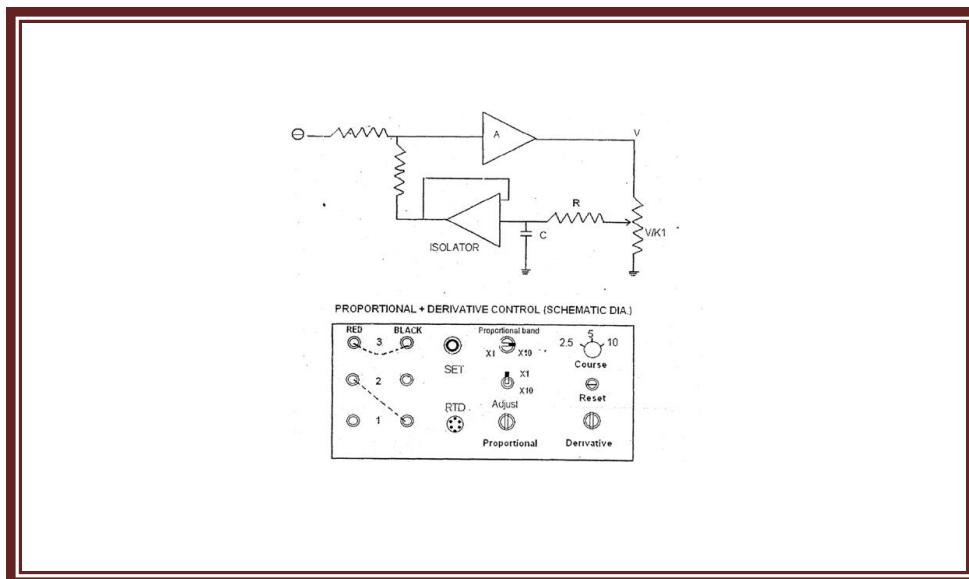 A
V
R
V/K1
C
ISOLATOR
PROPORTIONAL + DERIVATIVE CONTROL (SCHEMATIC DIA.)
RED 3 BLACK
SET
Proportional band
X1 X10
2.5 5 10
Course
2
X1
X10
Reset
1
RTD
Adjust
Proportional
Derivative